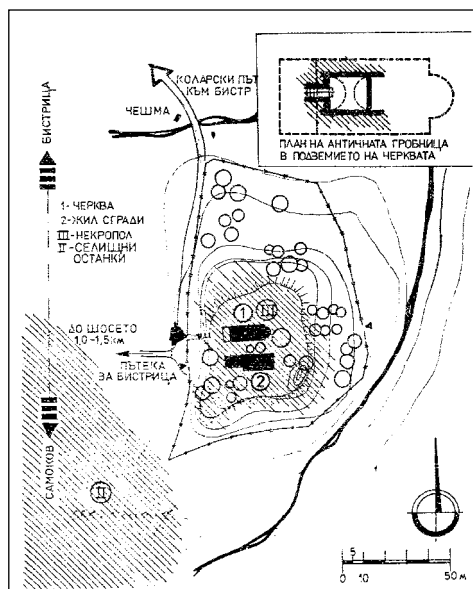 КОЛАРСКИ ПЪТ
КЪМ БИСТР
ЧЕШМА
ПЛАН НА АНТИЧНАТА ГРОБНИЦА
В ПОДЗЕМИЕТО НА ЧЕРКВАТА
БИСТРИЦА
1- ЧЕРКВА
2- ЖИЛ СГРАДИ
III- НЕКРОПОЛ
II- СЕЛИЩНИ
ОСТАНКИ
1 III
ДО ШОСЕТО
1,0-1,5 КМ
ПЪТЕКА
ЗА БИСТРИЦА
2
САМОКОВ
II
5
0 10 50 М